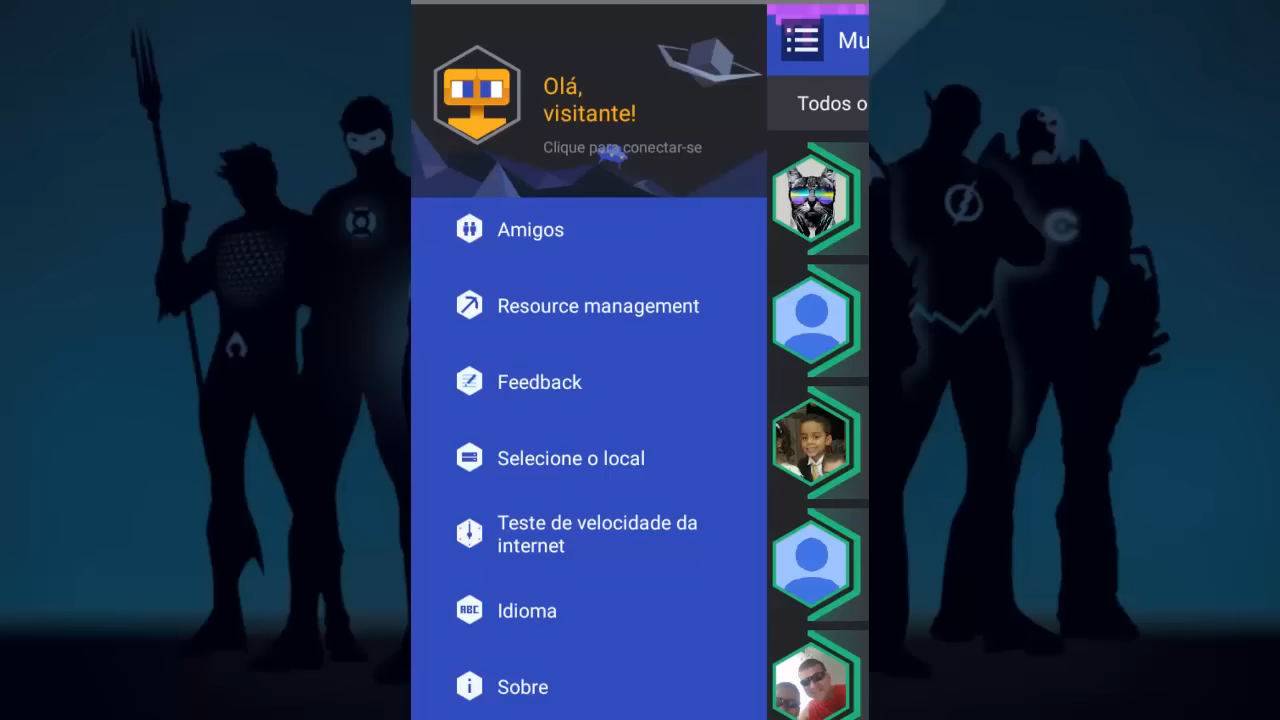 Olá,
visitante!
Clique para conectar-se
Mu
Todos o
Amigos
Resource management
Feedback
Selecione o local
Teste de velocidade da
internet
ABC
Idioma
Sobre